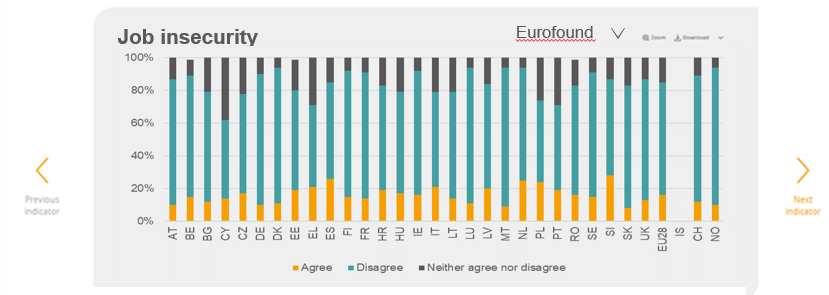 Job insecurity
Eurofound
Zoom
Download
100%
80%
60%
40%
20%
0%
AT BE BG CY CZ DE DK EE EL ES FI FR HR HU IE IT LT LU LV MT NL PL PT RO SE SI SK UK EU28 IS CH NO
Agree Disagree Neither agree nor disagree
Previous
indicator
Next
indicator